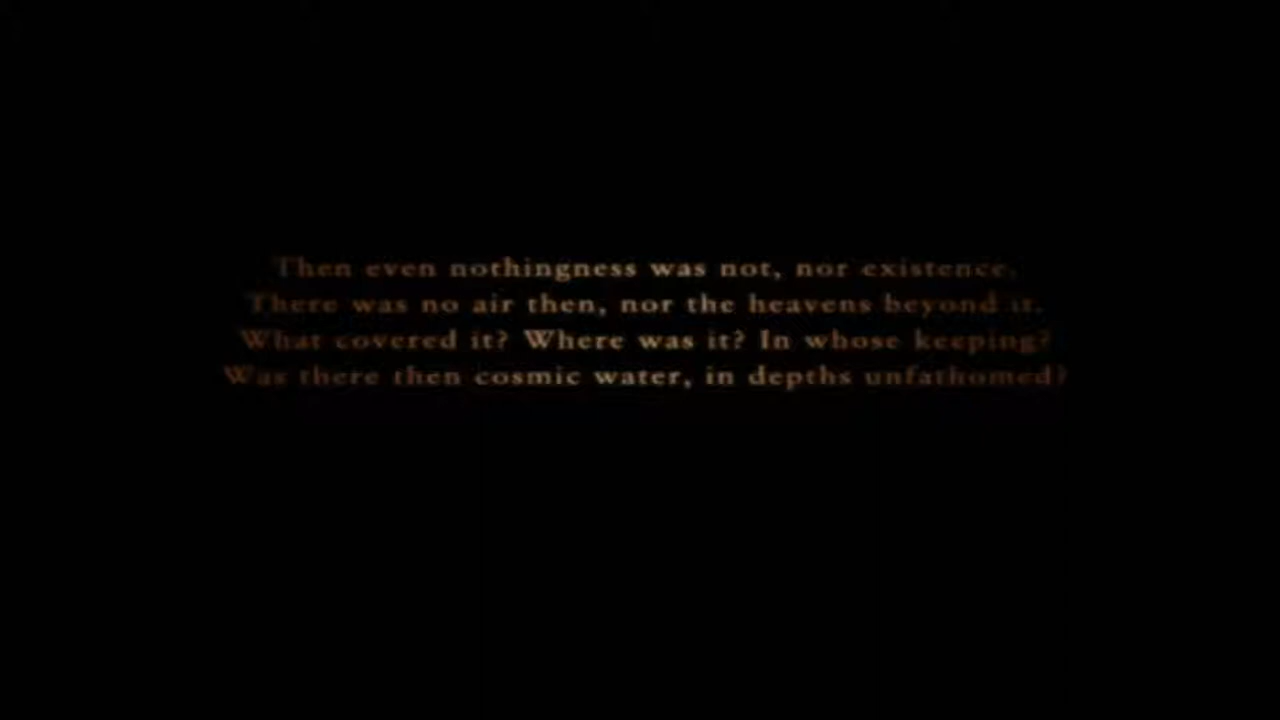 Then even nothingness was not, nor existence.
There was no air then, nor the heavens beyond it.
What covered it? Where was it? In whose keeping?
Was there then cosmic water, in depths unfathomed?